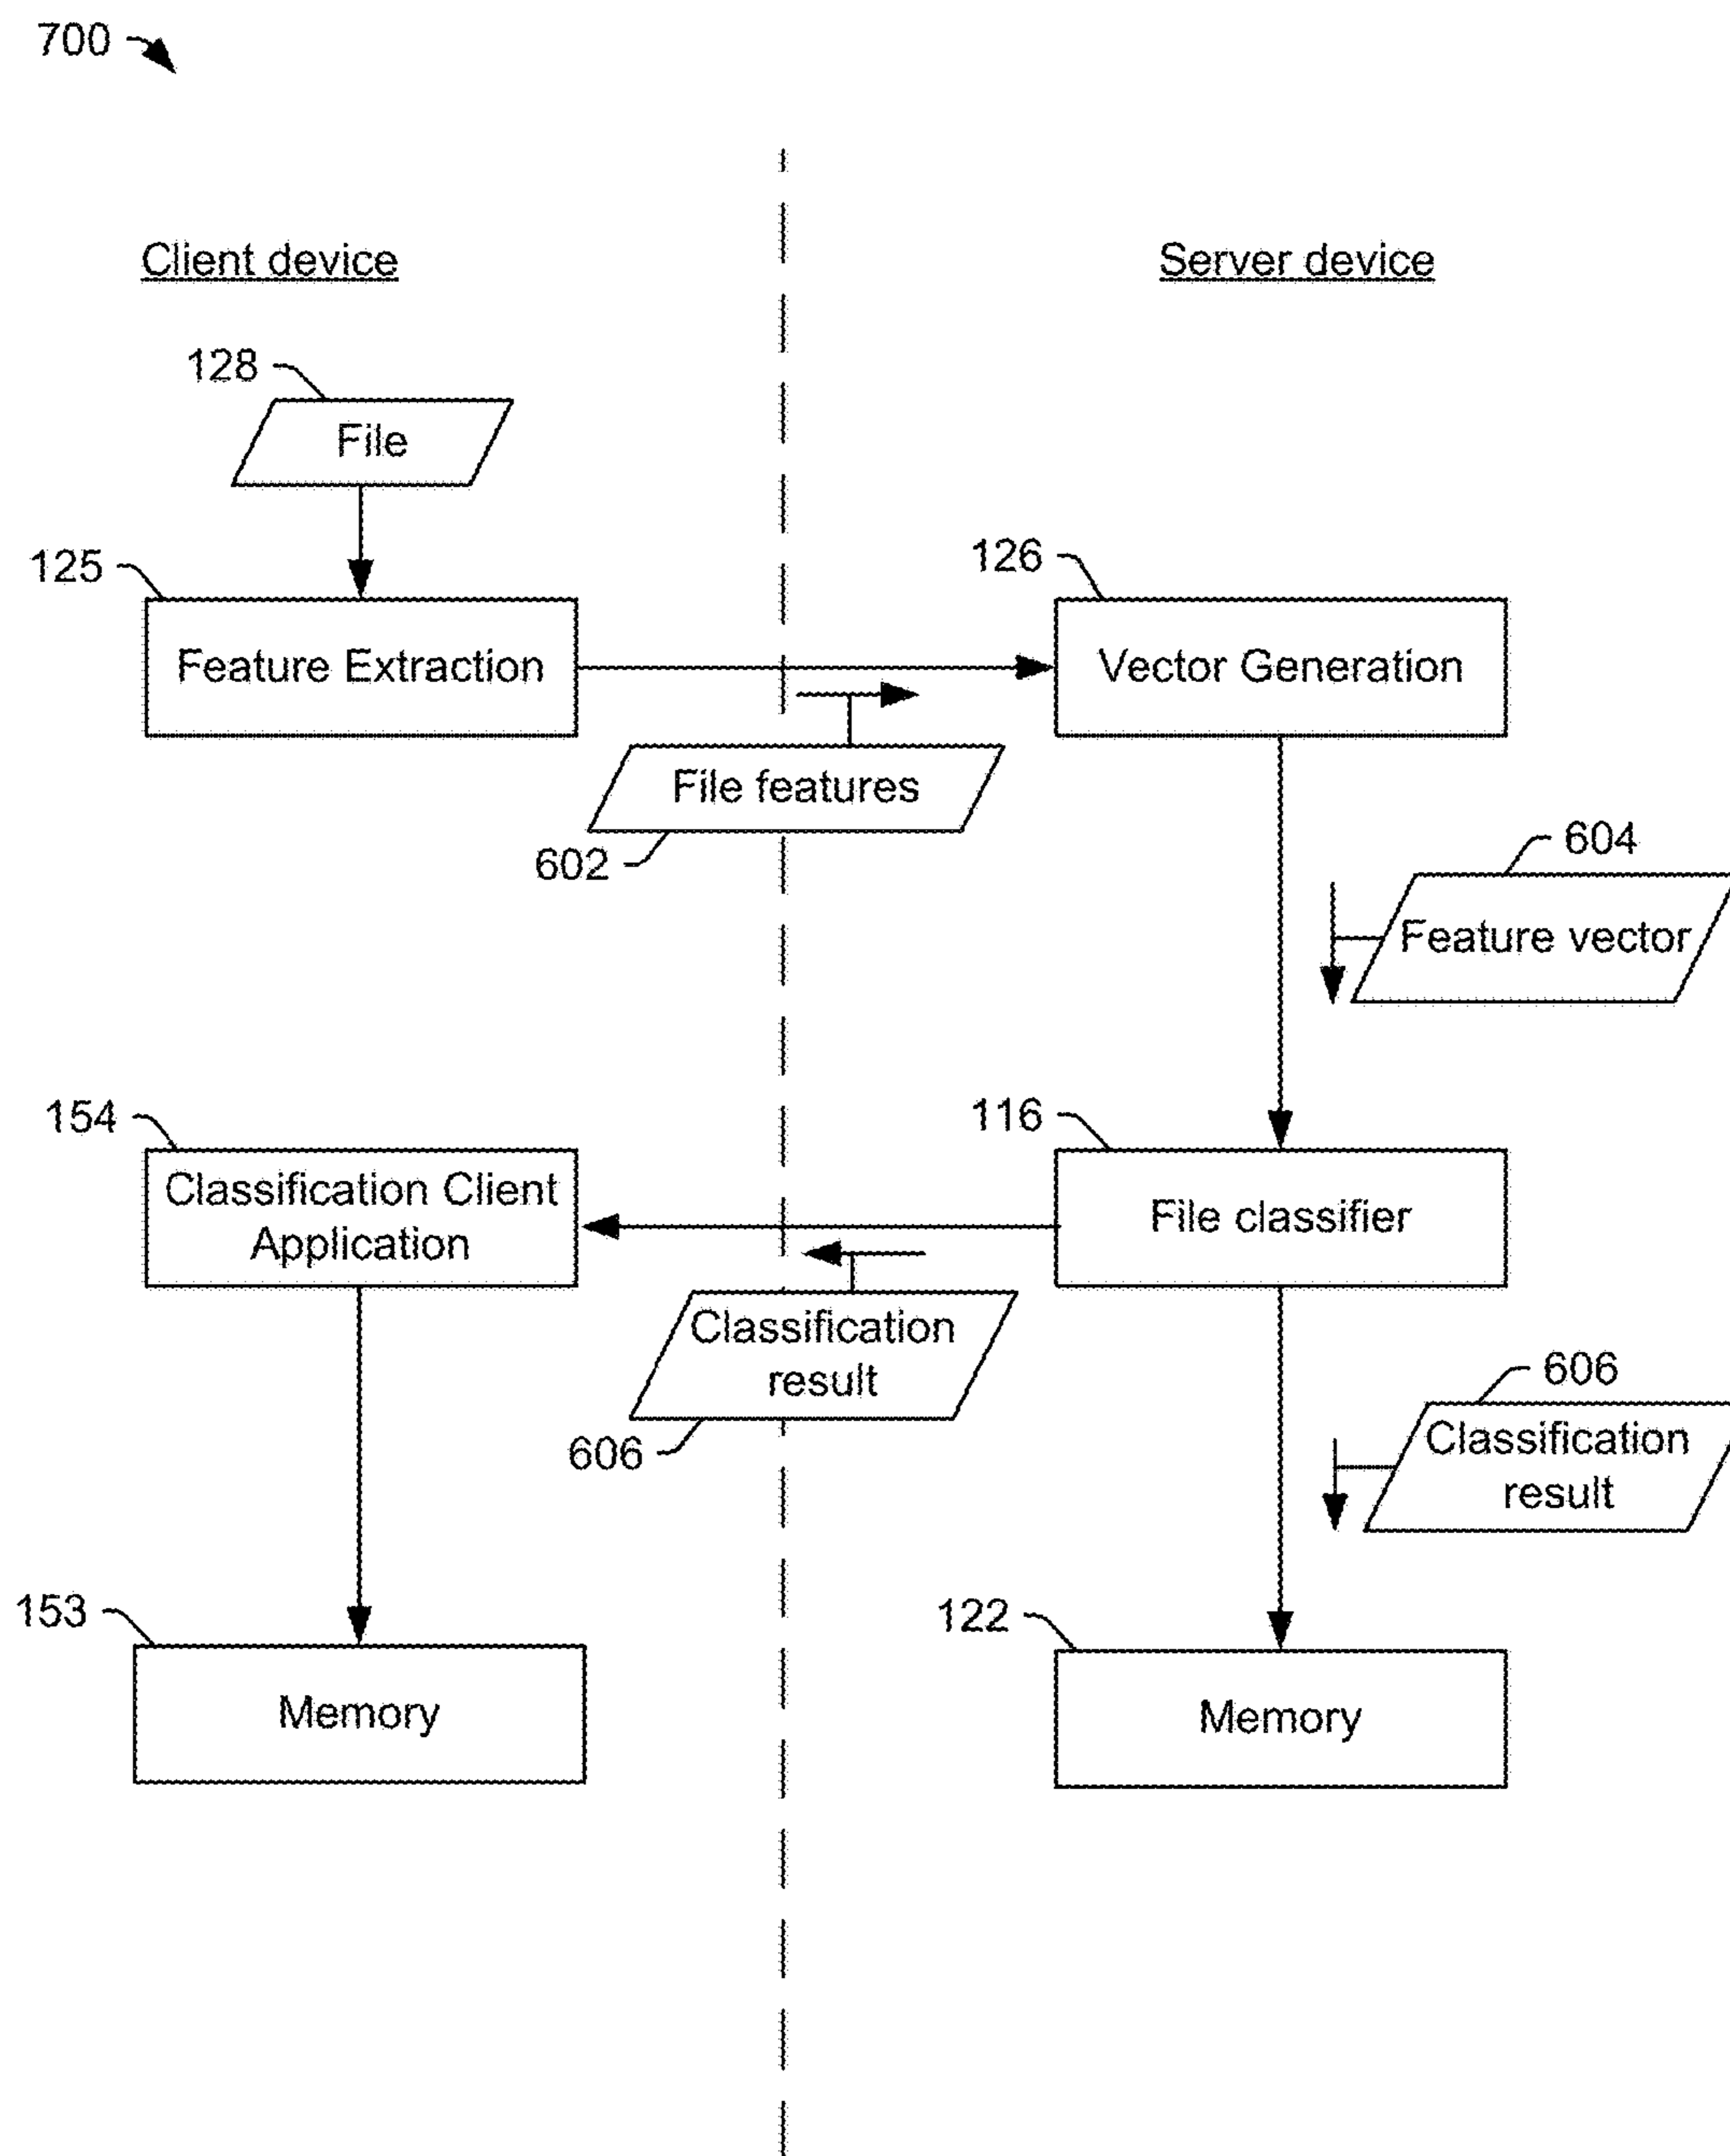 700
Client device
Server device
128
File
125
Feature Extraction
126
Vector Generation
File features
602
604
Feature vector
154
Classification Client
Application
116
File classifier
Classification
result
606
606
Classification
result
153
Memory
122
Memory